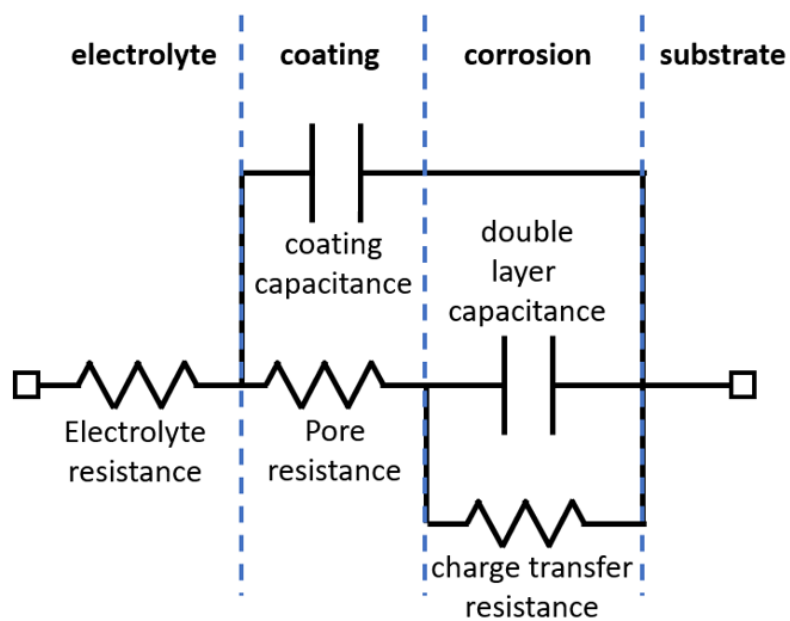 electrolyte
coating
corrosion
substrate
coating
capacitance
double
layer
capacitance
Electrolyte
resistance
Pore
resistance
charge transfer
resistance